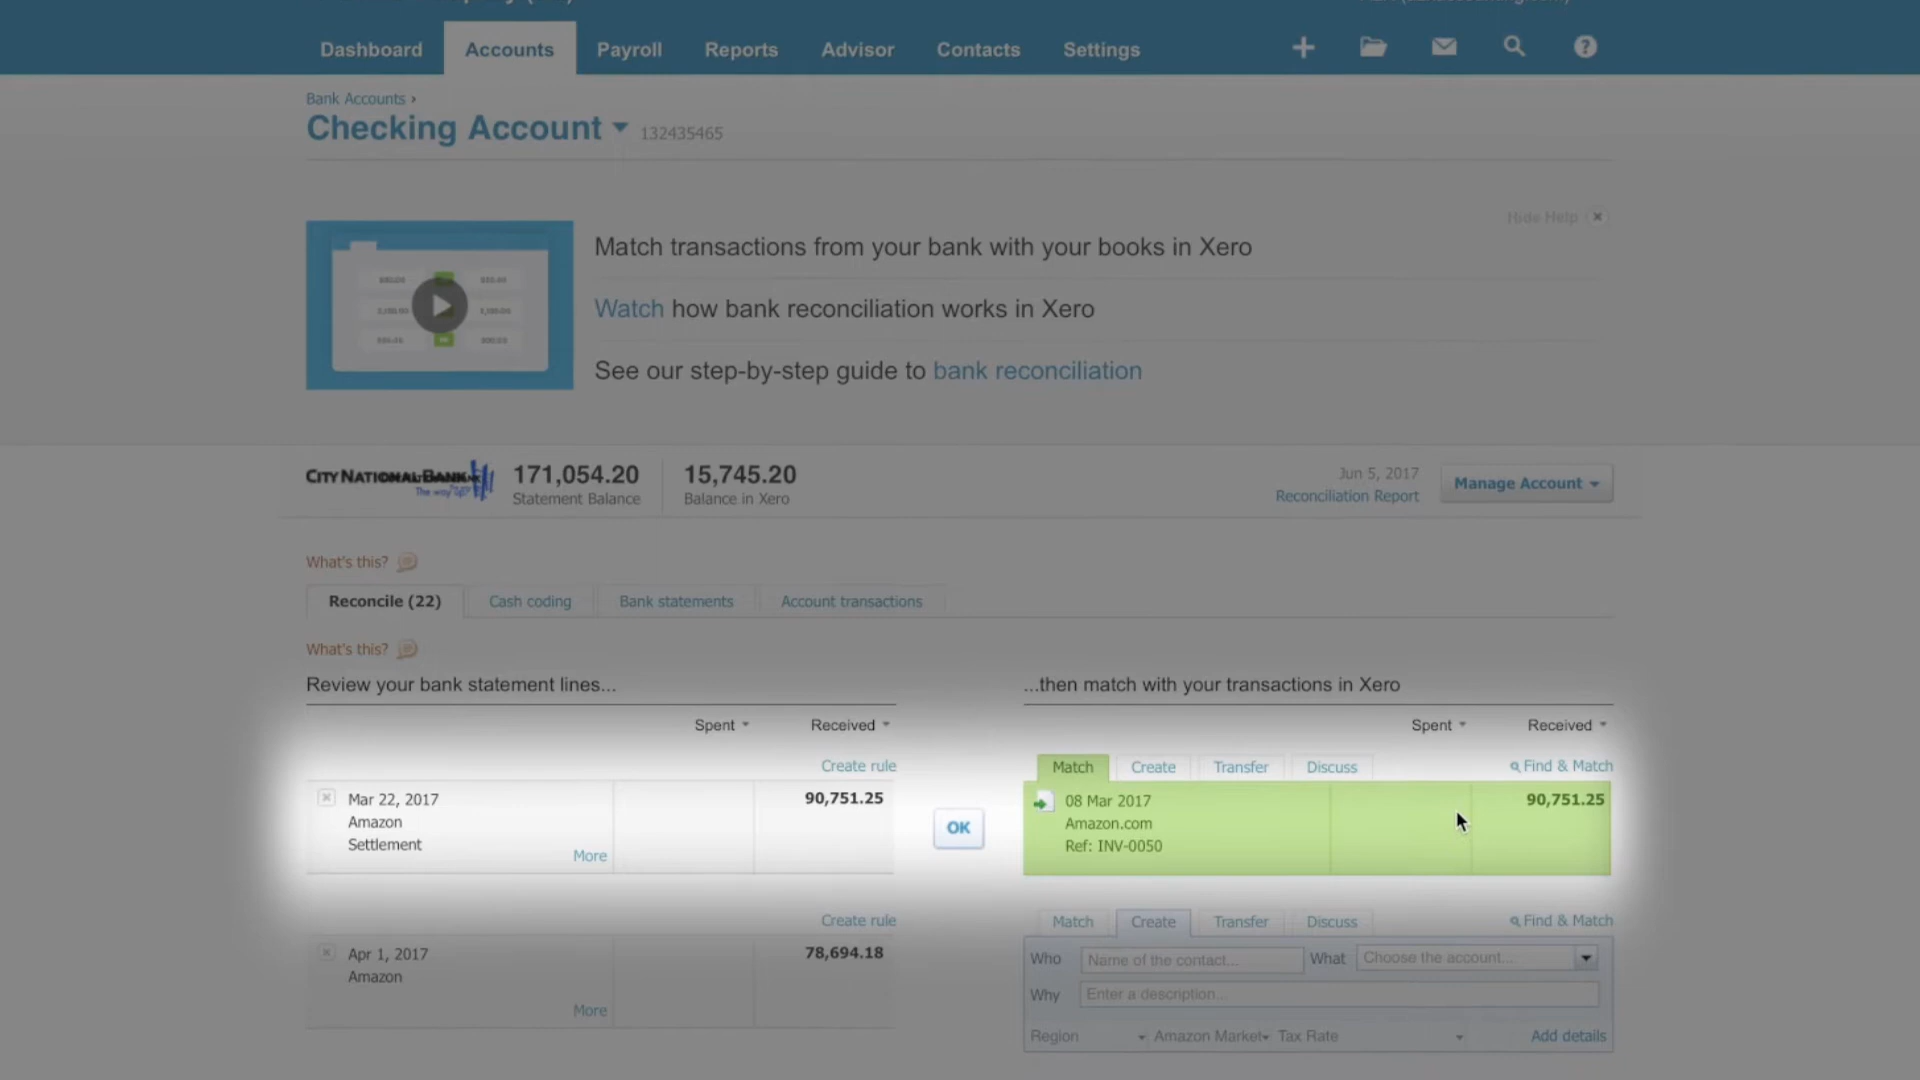 Dashboard Accounts Payroll Reports Advisor Contacts Settings
Bank Accounts ›
Checking Account 132435465
Hide Help
Match transactions from your bank with your books in Xero
Watch how bank reconciliation works in Xero
See our step-by-step guide to bank reconciliation
CITY NATIONAL BANK 171,054.20 15,745.20 Jun 5, 2017 Manage Account
The way up. Statement Balance Balance in Xero Reconciliation Report
What's this?
Reconcile (22) Cash coding Bank statements Account transactions
What's this?
Review your bank statement lines... ...then match with your transactions in Xero
Spent Received Spent Received
Create rule Match Create Transfer Discuss Find & Match
Mar 22, 2017 90,751.25 08 Mar 2017 90,751.25
Amazon OK Amazon.com
Settlement Ref: INV-0050
More
Create rule Match Create Transfer Discuss Find & Match
Apr 1, 2017 78,694.18 Who Name of the contact... What Choose the account...
Amazon
Why Enter a description...
More
Region Amazon Market Tax Rate Add details